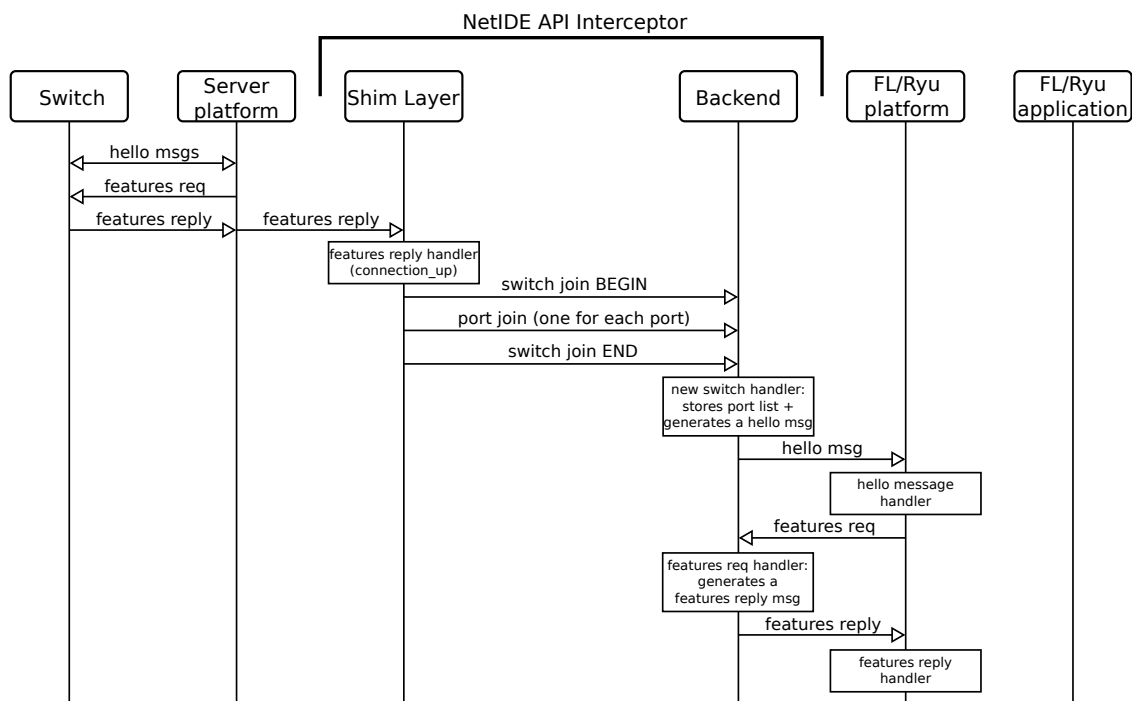 NetIDE API Interceptor
Switch
Server
platform
Shim Layer
Backend
FL/Ryu
platform
FL/Ryu
application
hello msgs
features req
features reply
features reply
features reply handler
(connection_up)
switch join BEGIN
port join (one for each port)
switch join END
new switch handler:
stores port list +
generates a hello msg
hello msg
hello message
handler
features req
features req handler:
generates a
features reply msg
features reply
features reply
handler